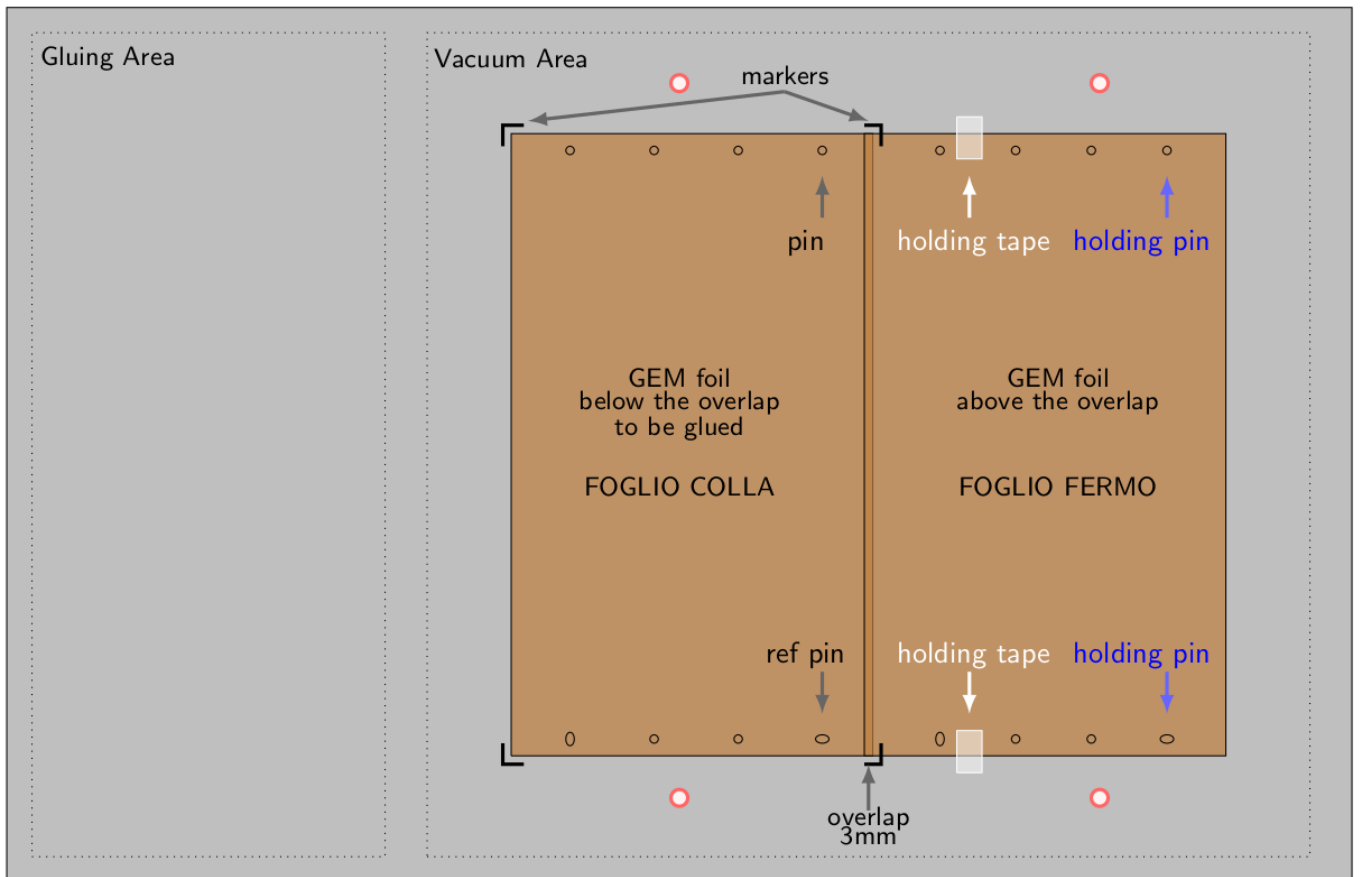 Gluing Area
Vacuum Area
markers
pin
holding tape
holding pin
GEM foil
below the overlap
to be glued
FOGLIO COLLA
GEM foil
above the overlap
FOGLIO FERMO
ref pin
holding tape
holding pin
overlap
3mm